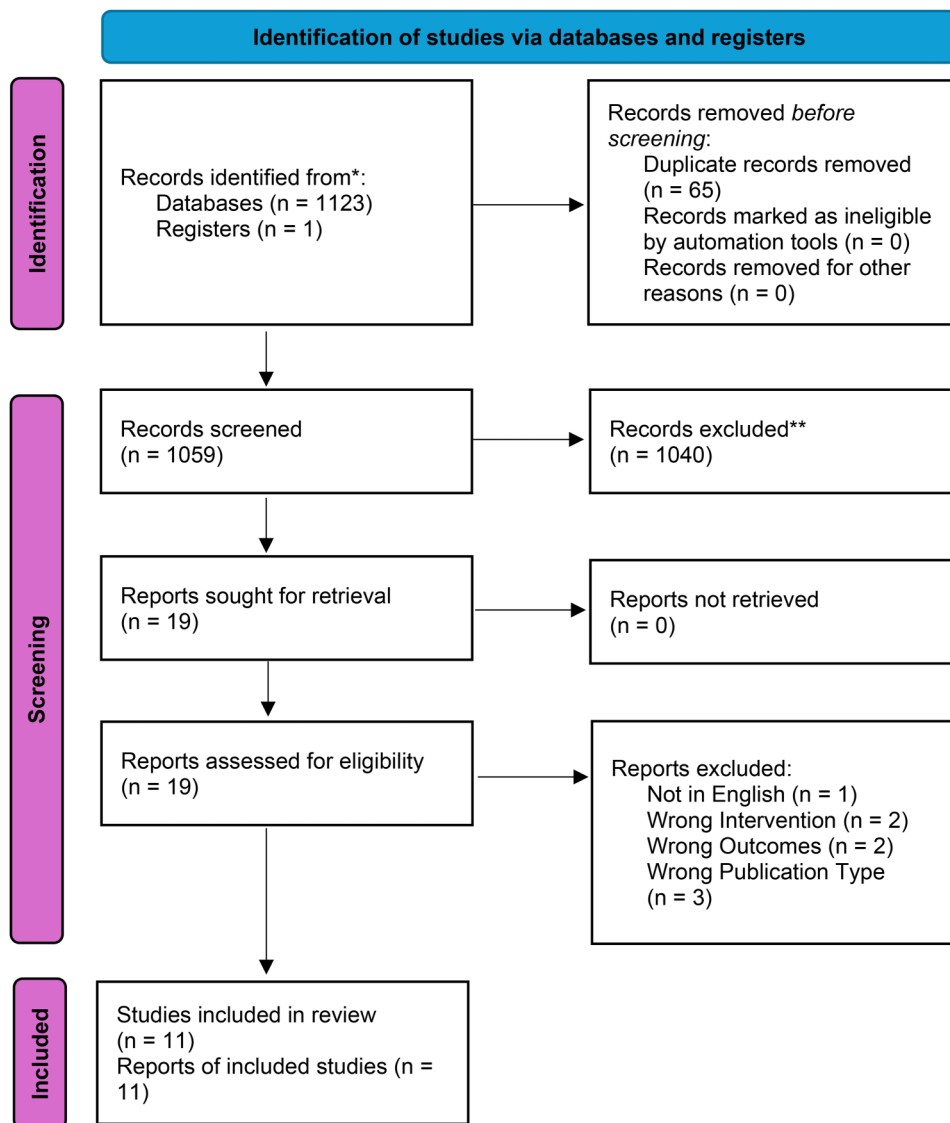 Identification of studies via databases and registers
Identification
Records identified from*:
Databases (n = 1123)
Registers (n = 1)
Records removed before
screening:
Duplicate records removed
(n = 65)
Records marked as ineligible
by automation tools (n = 0)
Records removed for other
reasons (n = 0)
Screening
Records screened
(n = 1059)
Records excluded**
(n = 1040)
Reports sought for retrieval
(n = 19)
Reports not retrieved
(n = 0)
Reports assessed for eligibility
(n = 19)
Reports excluded:
Not in English (n = 1)
Wrong Intervention (n = 2)
Wrong Outcomes (n = 2)
Wrong Publication Type
(n = 3)
Included
Studies included in review
(n = 11)
Reports of included studies (n =
11)